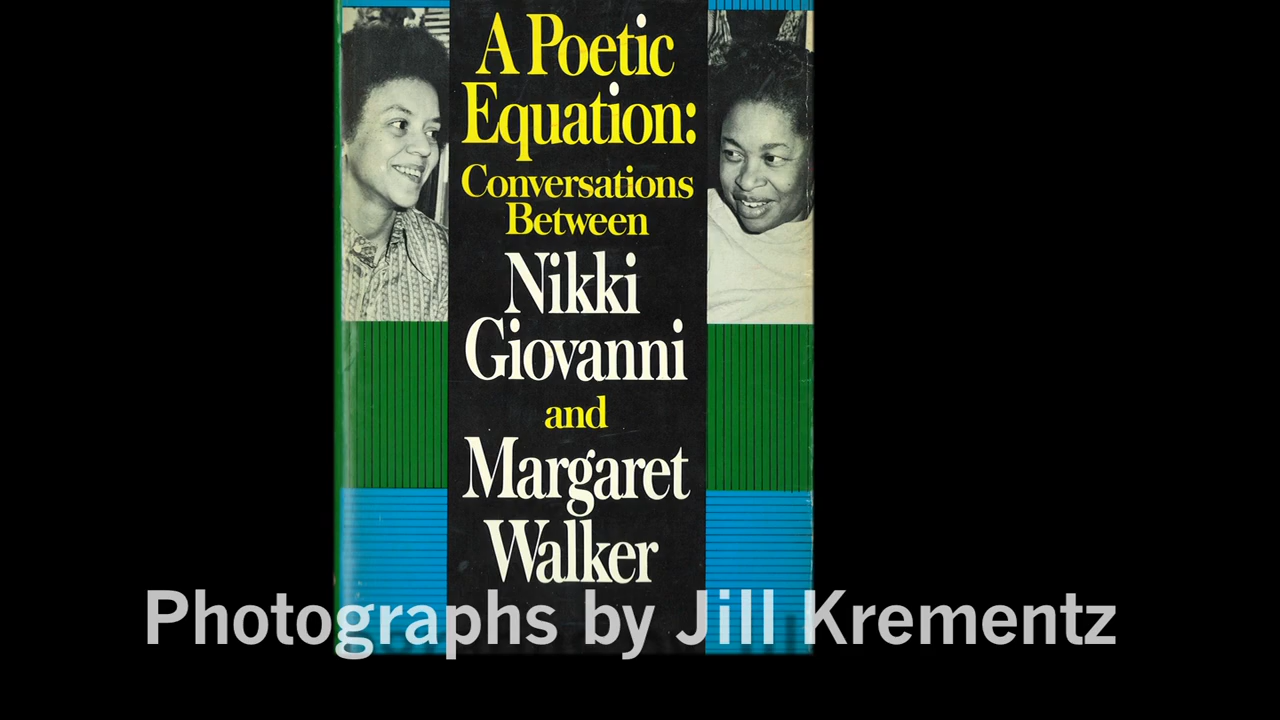 A Poetic
Equation:
Conversations
Between
Nikki
Giovanni
and
Margaret
Walker
Photographs by Jill Krementz